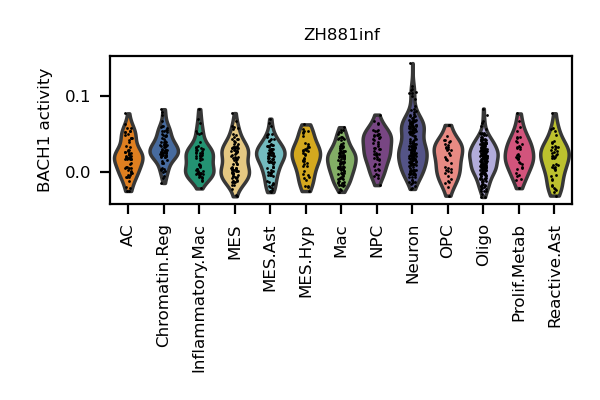 ZH881inf
BACH1 activity
0.1
0.0
AC
Chromatin.Reg
Inflammatory.Mac
MES
MES.Ast
MES.Hyp
Mac
NPC
Neuron
OPC
Oligo
Prolif.Metab
Reactive.Ast